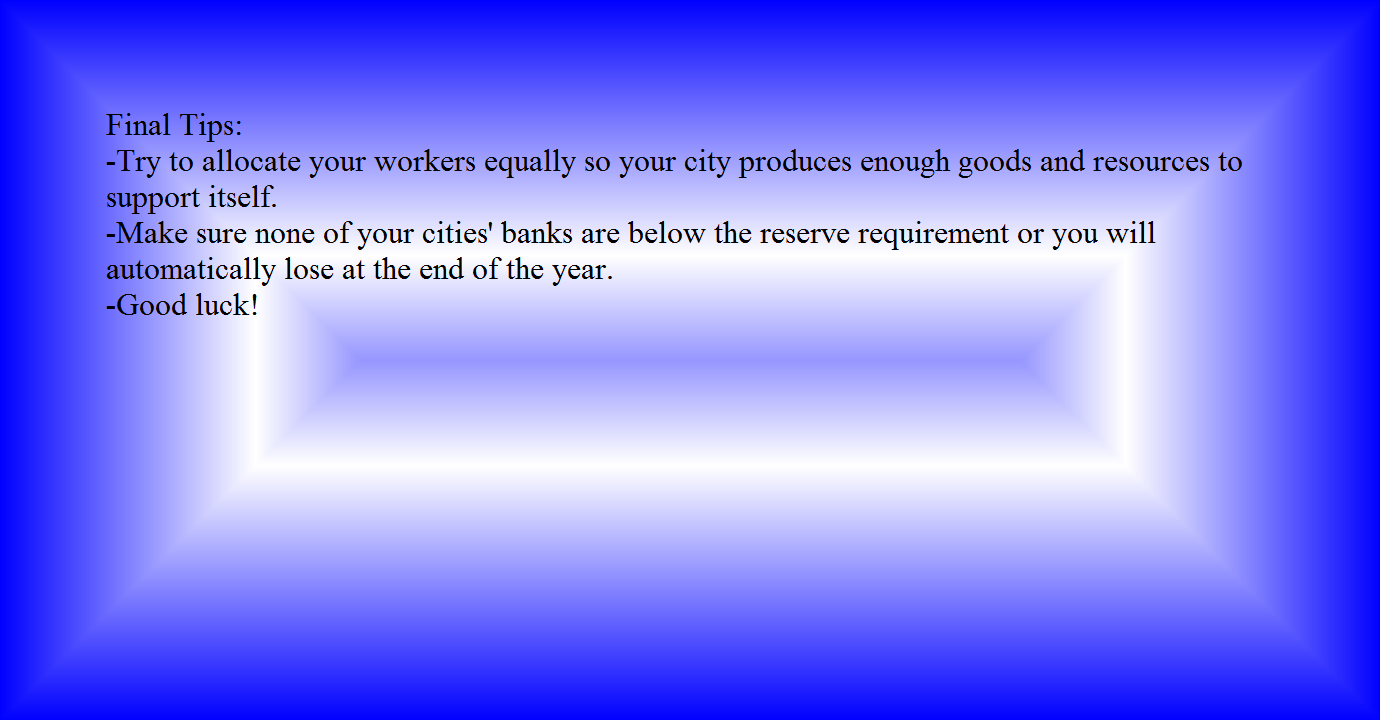 Final Tips:
-Try to allocate your workers equally so your city produces enough goods and resources to
support itself.
-Make sure none of your cities' banks are below the reserve requirement or you will
automatically lose at the end of the year.
-Good luck!